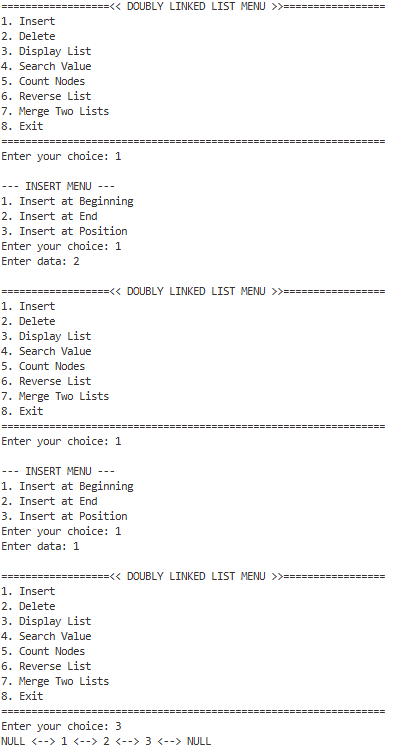 ==================<< DOUBLY LINKED LIST MENU >>=================
1. Insert
2. Delete
3. Display List
4. Search Value
5. Count Nodes
6. Reverse List
7. Merge Two Lists
8. Exit
================================================================
Enter your choice: 1

--- INSERT MENU ---
1. Insert at Beginning
2. Insert at End
3. Insert at Position
Enter your choice: 1
Enter data: 2

==================<< DOUBLY LINKED LIST MENU >>=================
1. Insert
2. Delete
3. Display List
4. Search Value
5. Count Nodes
6. Reverse List
7. Merge Two Lists
8. Exit
================================================================
Enter your choice: 1

--- INSERT MENU ---
1. Insert at Beginning
2. Insert at End
3. Insert at Position
Enter your choice: 1
Enter data: 1

==================<< DOUBLY LINKED LIST MENU >>=================
1. Insert
2. Delete
3. Display List
4. Search Value
5. Count Nodes
6. Reverse List
7. Merge Two Lists
8. Exit
================================================================
Enter your choice: 3
NULL <--> 1 <--> 2 <--> 3 <--> NULL